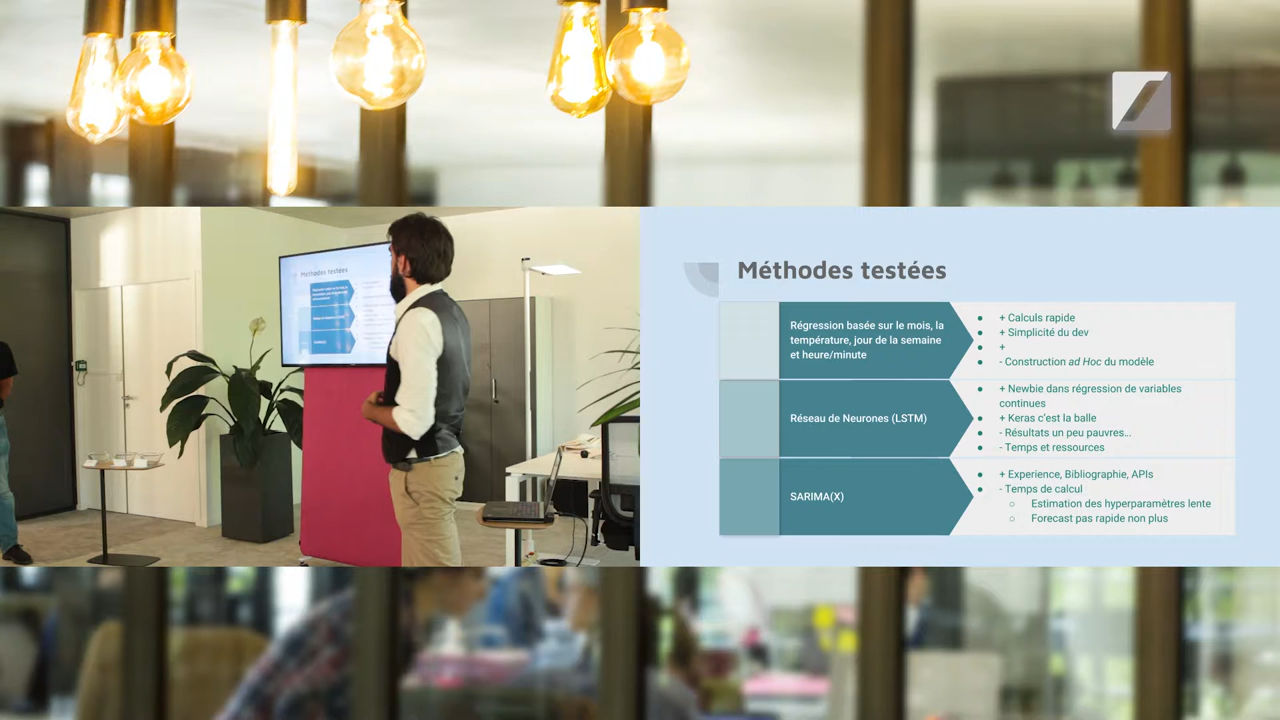 Méthodes testées
Méthodes testées
Régression basée sur le mois, la
température, jour de la semaine
et heure/minute
+ Calculs rapide
+ Simplicité du dev
+
- Construction ad Hoc du modèle
Réseau de Neurones (LSTM)
+ Newbie dans régression de variables
continues
+ Keras c'est la balle
- Résultats un peu pauvres...
- Temps et ressources
SARIMA(X)
+ Experience, Bibliographie, APIs
- Temps de calcul
Estimation des hyperparamètres lente
Forecast pas rapide non plus